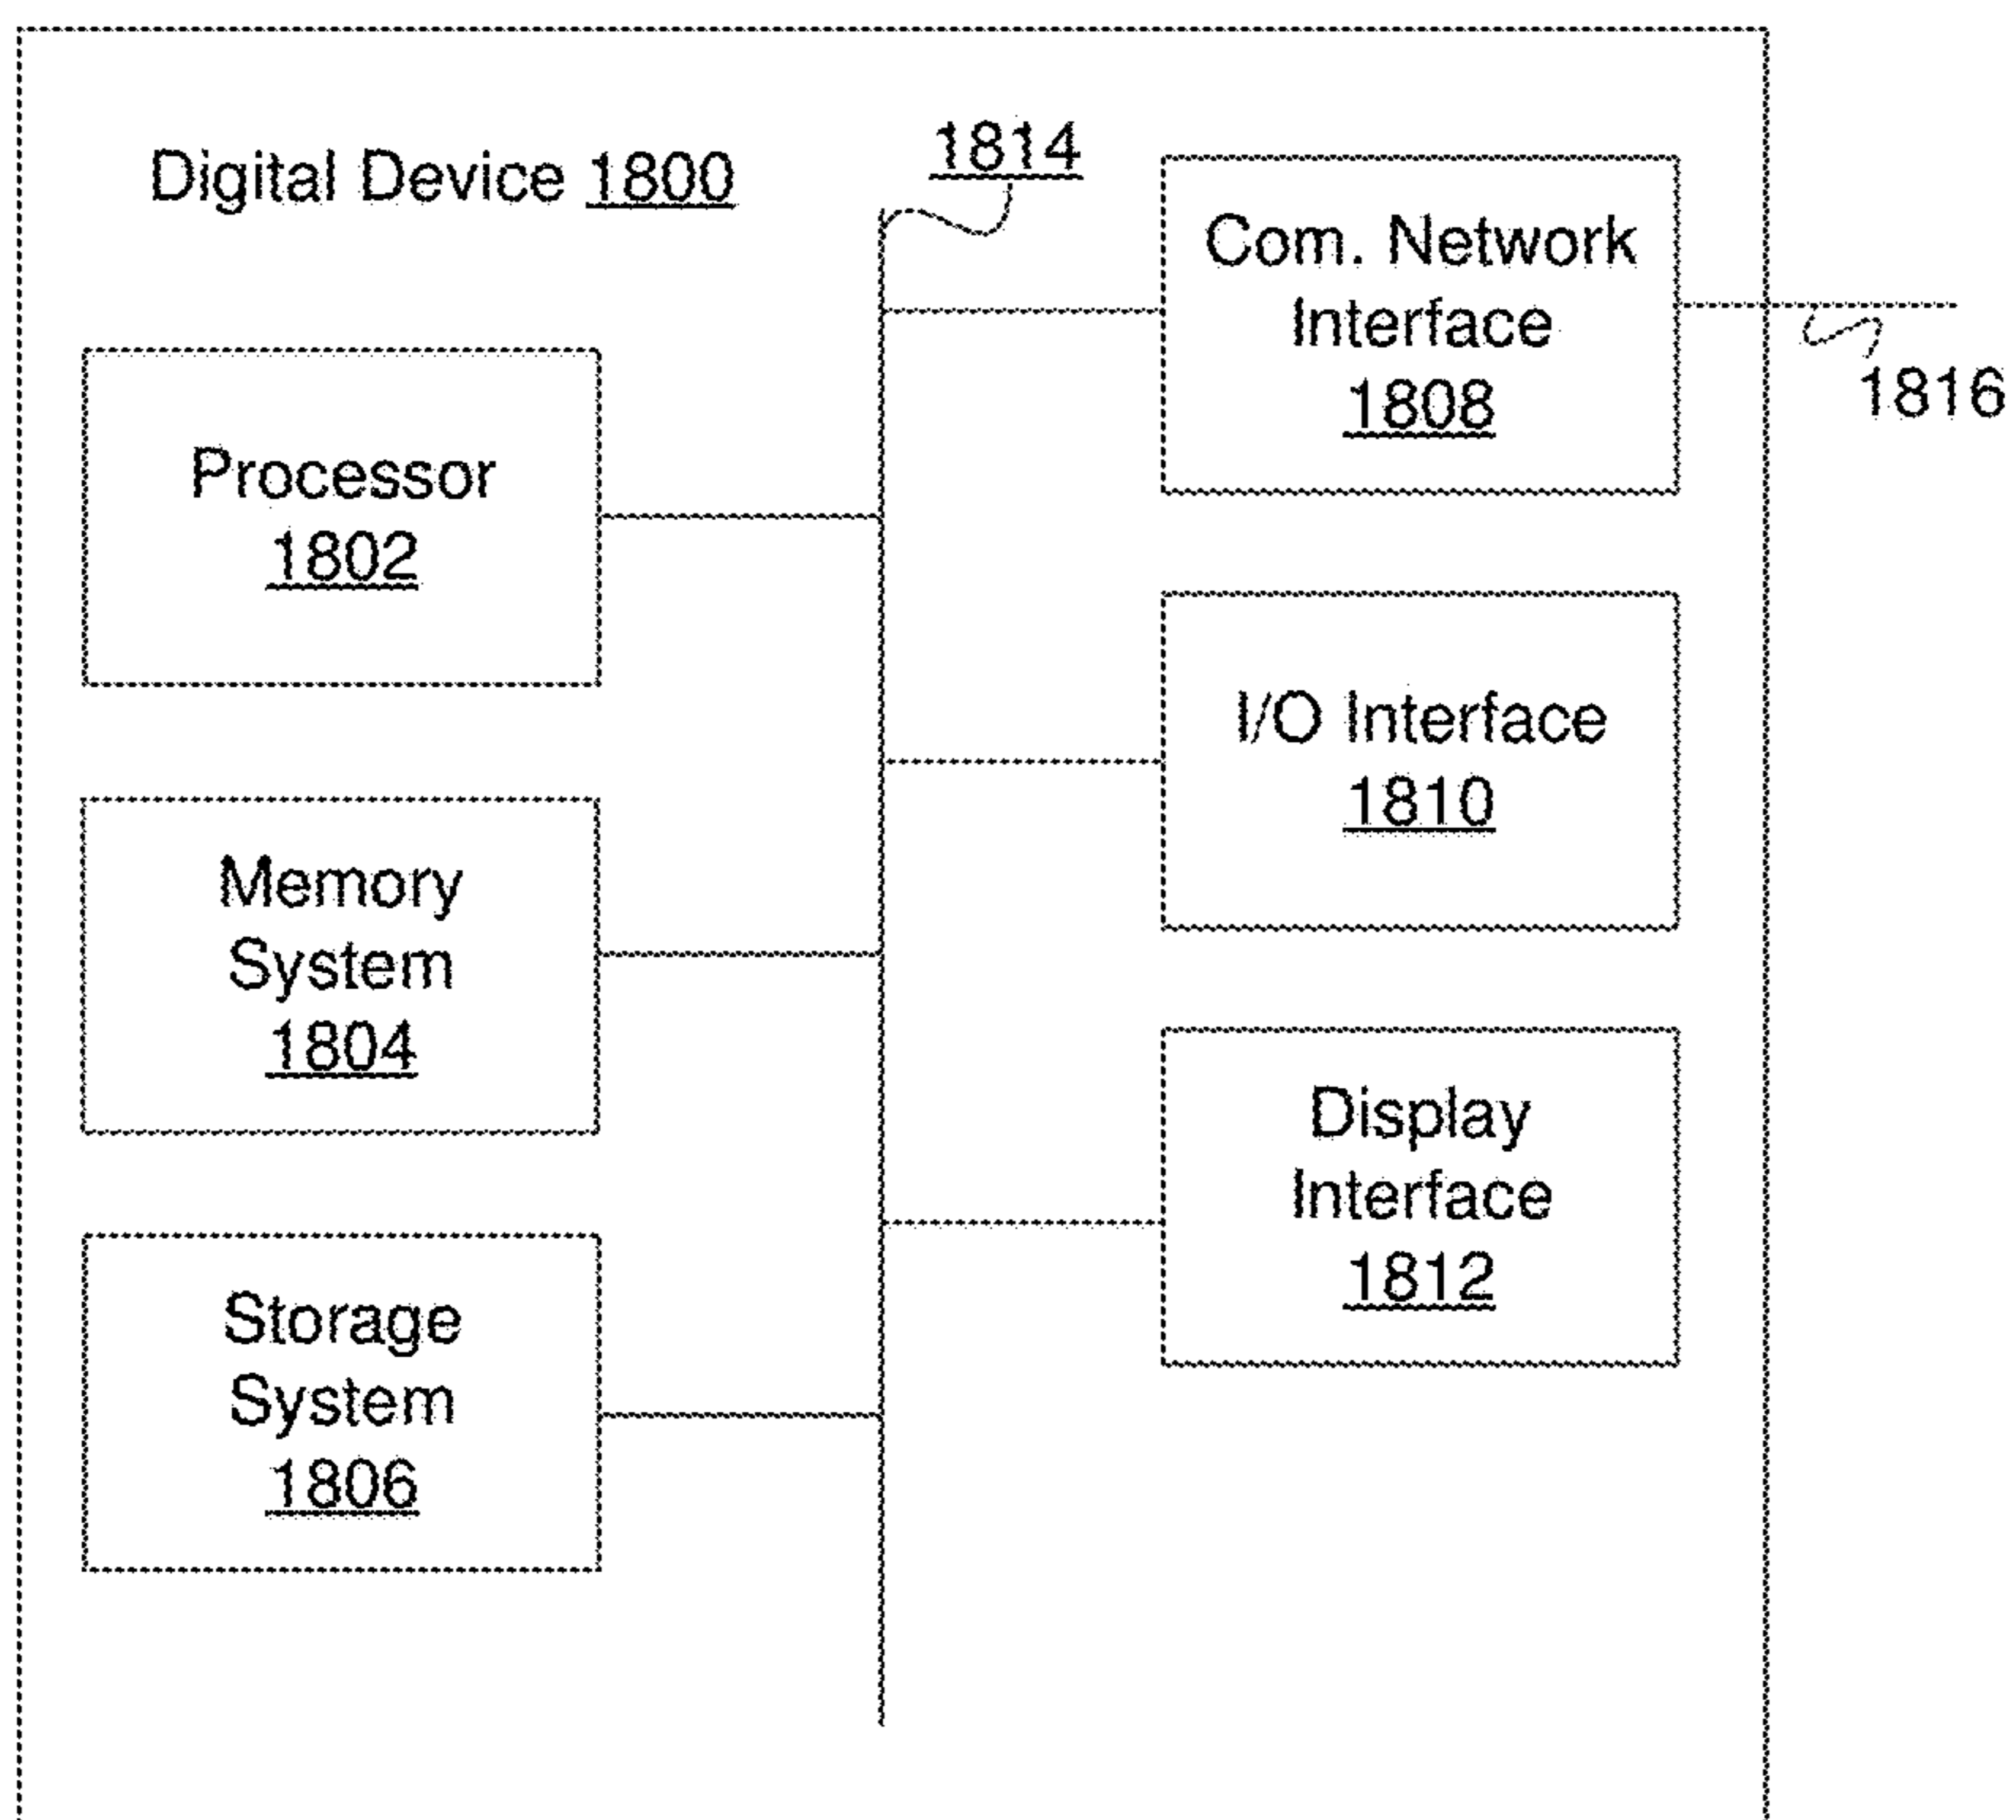 Digital Device 1800
1814
Com. Network
Interface
1808
1816
Processor
1802
I/O Interface
1810
Memory
System
1804
Display
Interface
1812
Storage
System
1806